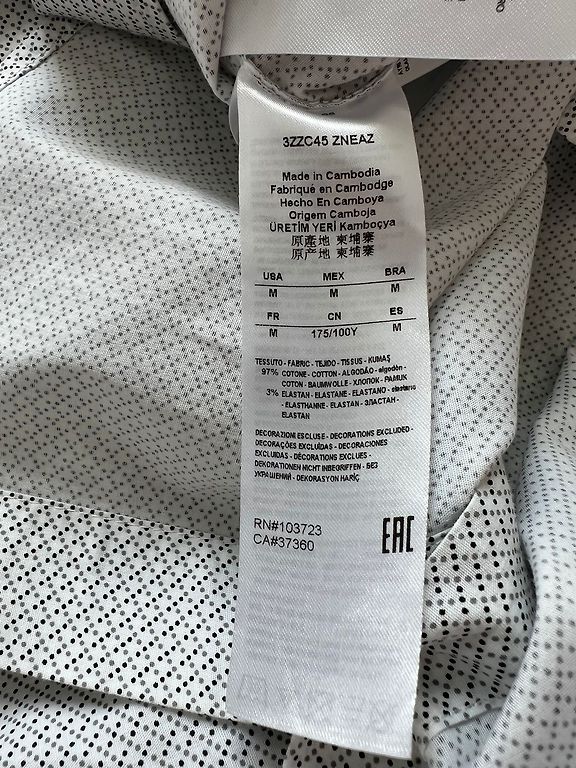 3ZZC45 ZNEAZ
Made in Cambodia
Fabriqué en Cambodge
Hecho En Camboya
Origem Camboja
ÜRETİM YERİ Kamboçya
原產地 柬埔寨
原产地 柬埔寨
USA MEX BRA
M M M
FR CN ES
M 175/100Y M
TESSUTO - FABRIC - TEJIDO - TISSUS - KUMAŞ
97% COTONE - COTTON - ALGODÃO - algodón -
COTON - BAUMWOLLE - ХЛОПОК - PAMUK
3% ELASTAN - ELASTANE - ELASTANO - elastano
- ELASTHANNE - ELASTAN - ЭЛАСТАН -
ELASTAN
DECORAZIONI ESCLUSE - DECORATIONS EXCLUDED -
DECORAÇÕES EXCLUÍDAS - DECORACIONES
EXCLUIDAS - DÉCORATIONS EXCLUES -
DEKORATIONEN NICHT INBEGRIFFEN - БЕЗ
УКРАШЕНИЙ - DEKORASYON HARİÇ
RN#103723
CA#37360
EAC